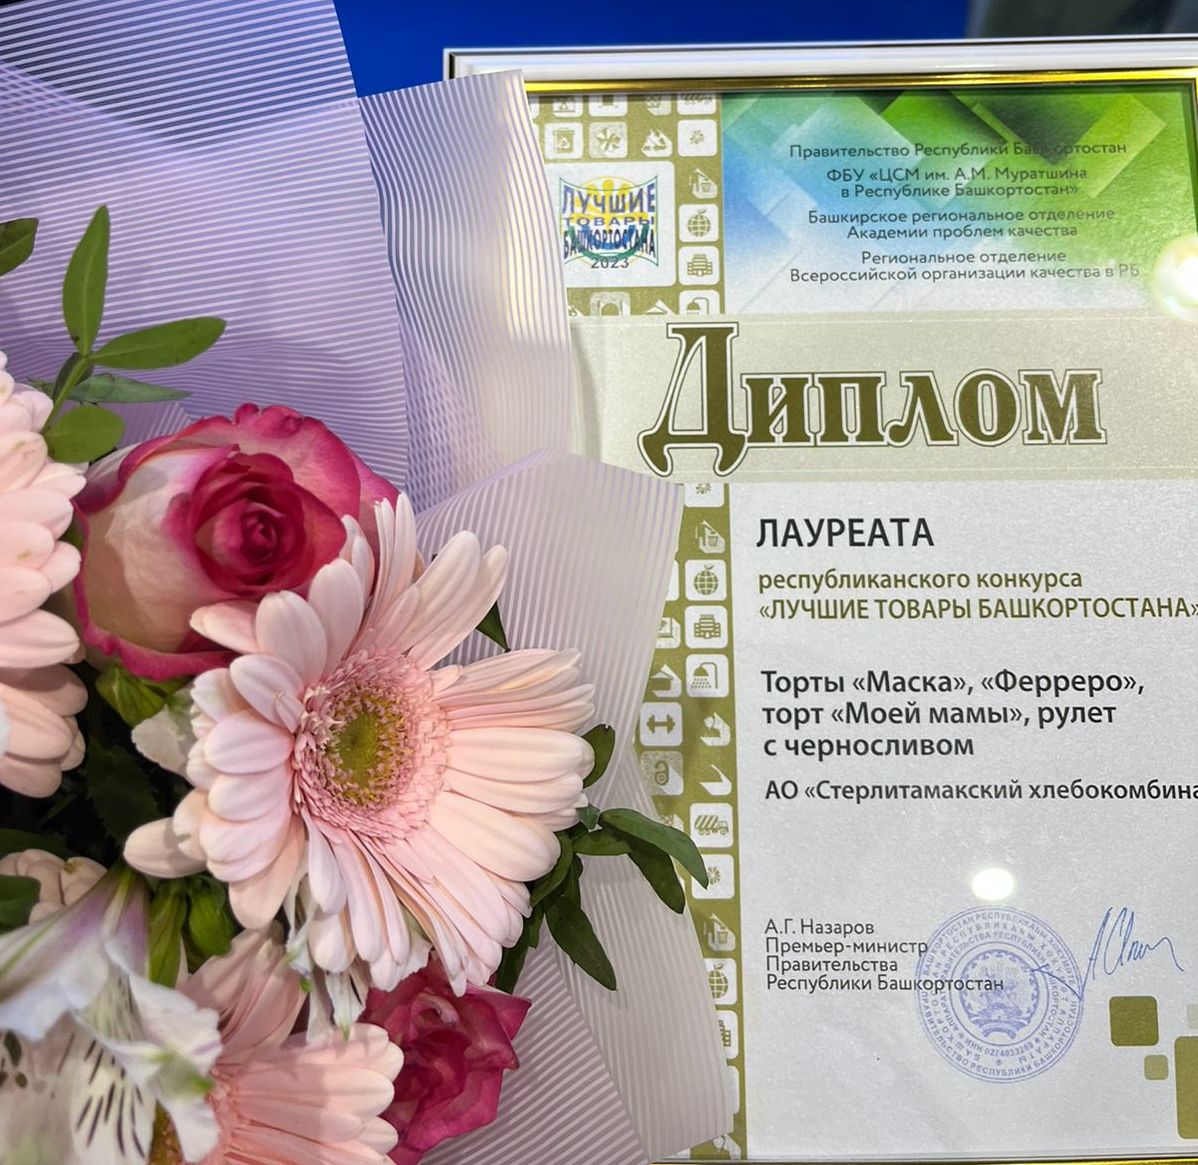 ЛУЧШИЕ
ТОВАРЫ
БАШКОРТОСТАНА
2023
Правительство Республики Башкортостан
ФБУ «ЦСМ им. А.М. Муратшина
в Республике Башкортостан»
Башкирское региональное отделение
Академии проблем качества
Региональное отделение
Всероссийской организации качества в РБ
Диплом
ЛАУРЕАТА
республиканского конкурса
«ЛУЧШИЕ ТОВАРЫ БАШКОРТОСТАНА»
Торты «Маска», «Ферреро»,
торт «Моей мамы», рулет
с черносливом
АО «Стерлитамакский хлебокомбина
А.Г. Назаров
Премьер-министр
Правительства
Республики Башкортостан